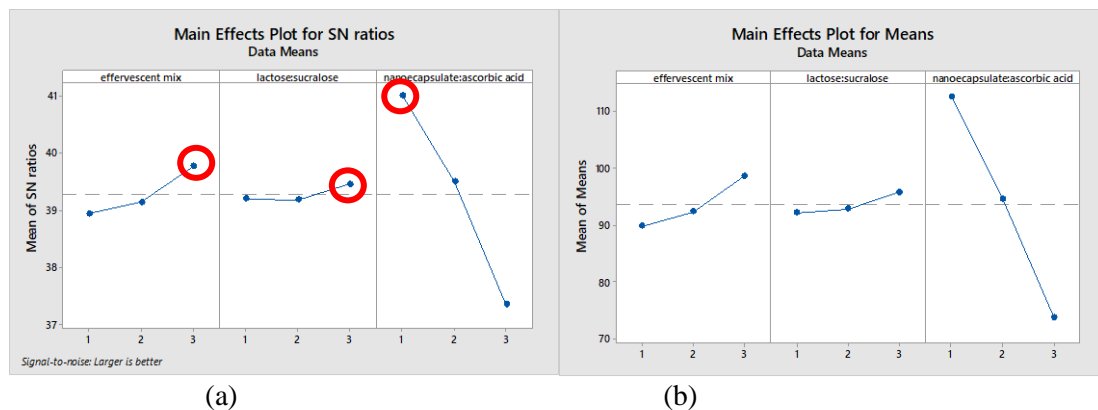 Main Effects Plot for SN ratios
Data Means
effervescent mix lactose:sucralose nanoecapsulate:ascorbic acid
41
40
39
38
37
Mean of SN ratios
1 2 3 1 2 3 1 2 3
Signal-to-noise: Larger is better
(a)
Main Effects Plot for Means
Data Means
effervescent mix lactose:sucralose nanoecapsulate:ascorbic acid
110
100
90
80
70
Mean of Means
1 2 3 1 2 3 1 2 3
(b)